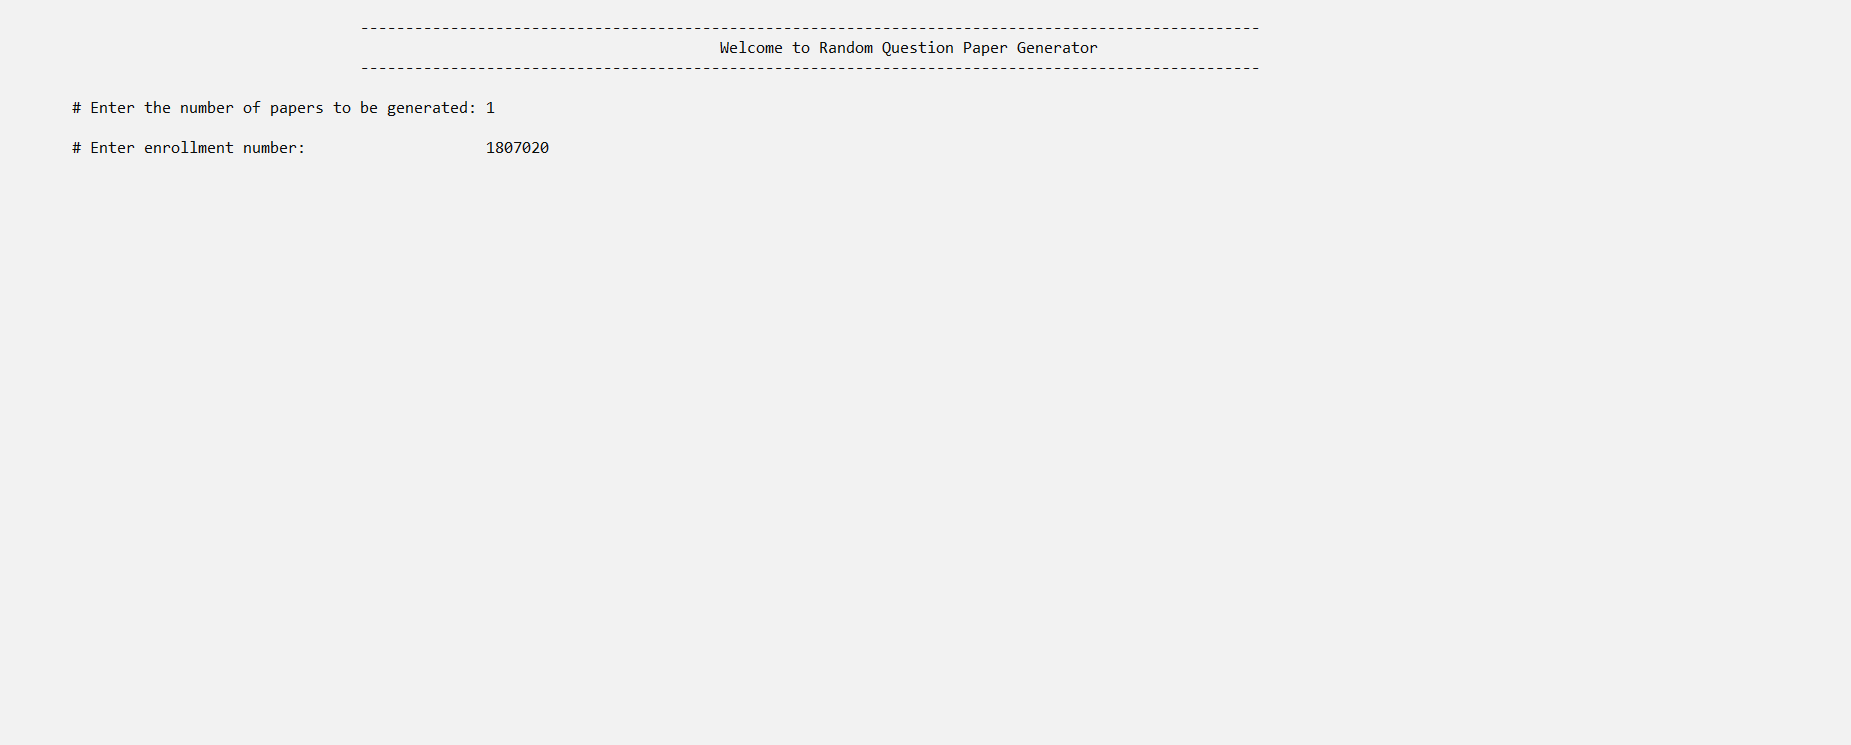 ----------------------------------------------------------------------------------------------------
Welcome to Random Question Paper Generator
----------------------------------------------------------------------------------------------------
# Enter the number of papers to be generated: 1
# Enter enrollment number: 1807020